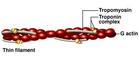 Tropomyosin
Troponin
complex
G actin
Thin filament